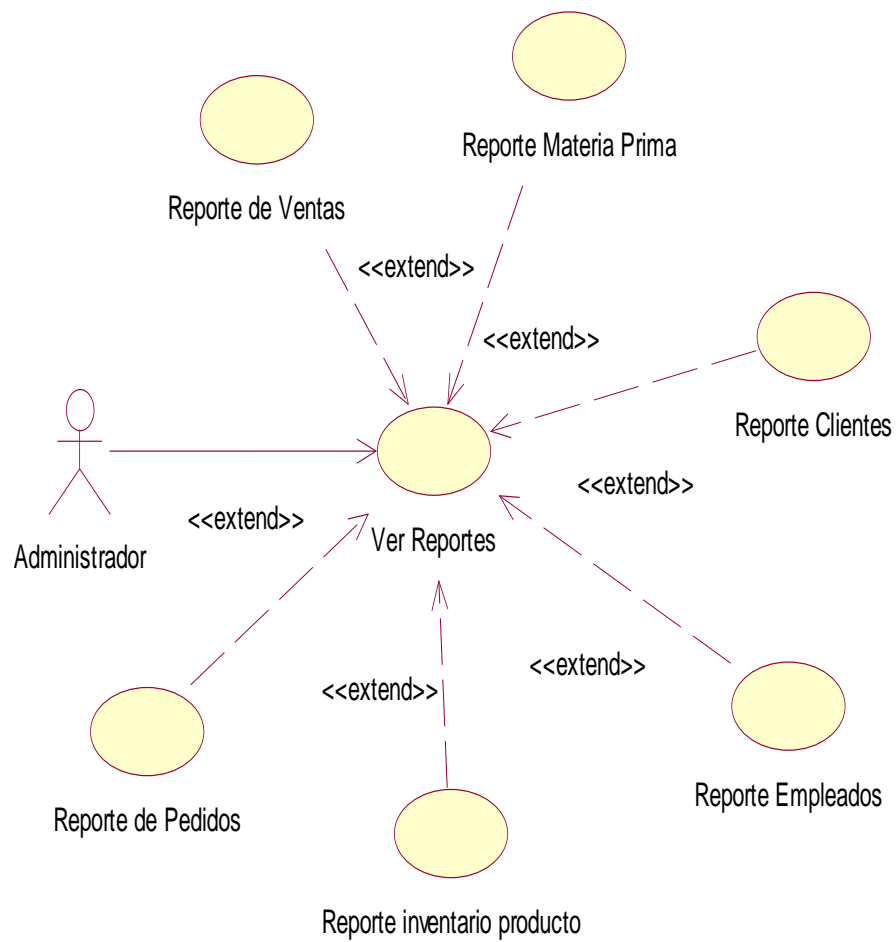 Reporte Materia Prima
Reporte de Ventas
<<extend>>
<<extend>>
Reporte Clientes
<<extend>>
<<extend>>
Ver Reportes
Administrador
<<extend>>
<<extend>>
Reporte Empleados
Reporte de Pedidos
Reporte inventario producto